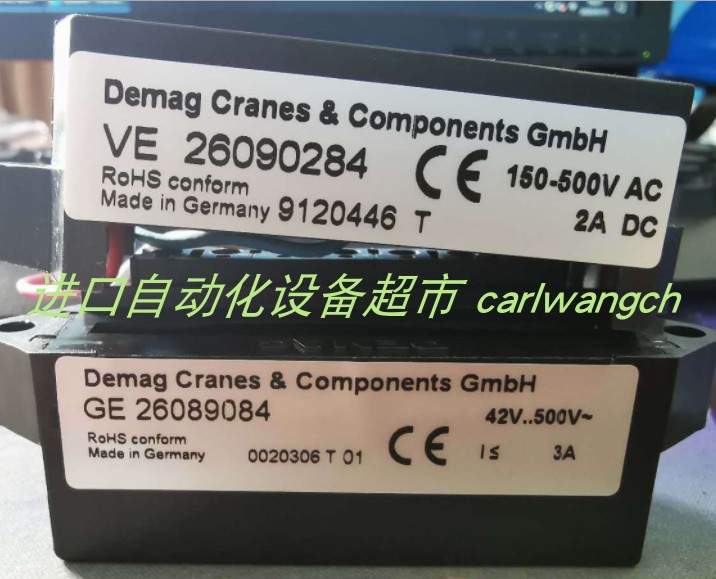 Demag Cranes & Components GmbH
VE 26090284
RoHS conform
Made in Germany 9120446 T
CE
150-500V AC
2A DC
进口自动化设备超市 carlwangch
Demag Cranes & Components GmbH
GE 26089084
42V..500V~
RoHS conform
Made in Germany
0020306 T 01
CE
I≤ 3A